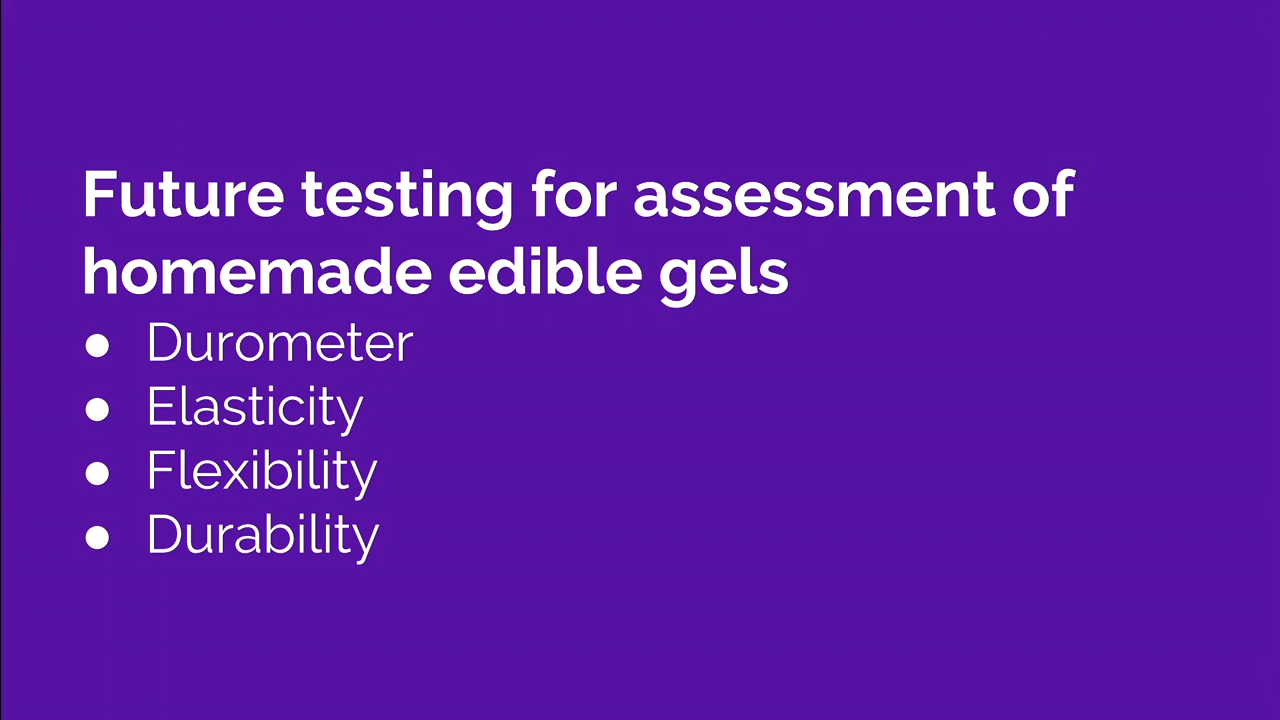 Future testing for assessment of
homemade edible gels
● Durometer
● Elasticity
● Flexibility
● Durability